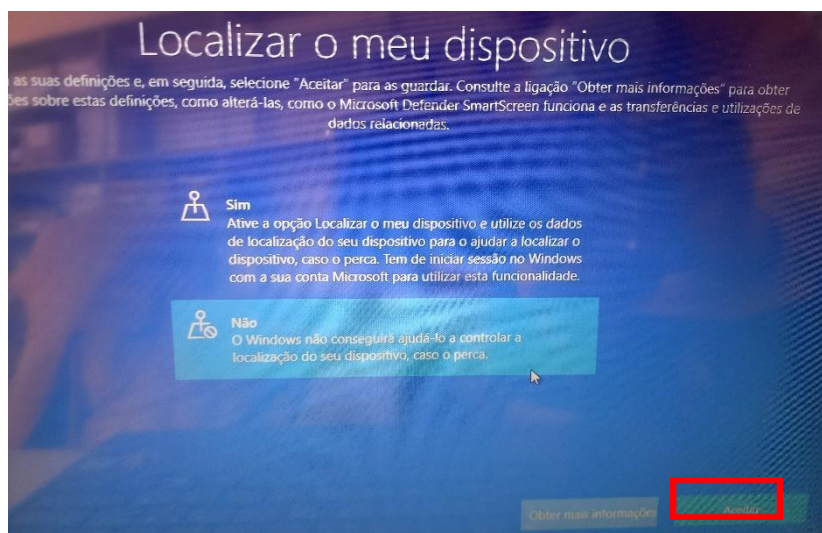 Localizar o meu dispositivo
as suas definições e, em seguida, selecione "Aceitar" para as guardar. Consulte a ligação "Obter mais informações" para obter
sobre estas definições, como alterá-las, como o Microsoft Defender SmartScreen funciona e as transferências e utilizações de
dados relacionadas.
Sim
Ative a opção Localizar o meu dispositivo e utilize os dados
de localização do seu dispositivo para o ajudar a localizar o
dispositivo, caso o perca. Tem de iniciar sessão no Windows
com a sua conta Microsoft para utilizar esta funcionalidade.
Não
O Windows não conseguirá ajudá-lo a controlar a
localização do seu dispositivo, caso o perca.
Obter mais informações
Aceitar